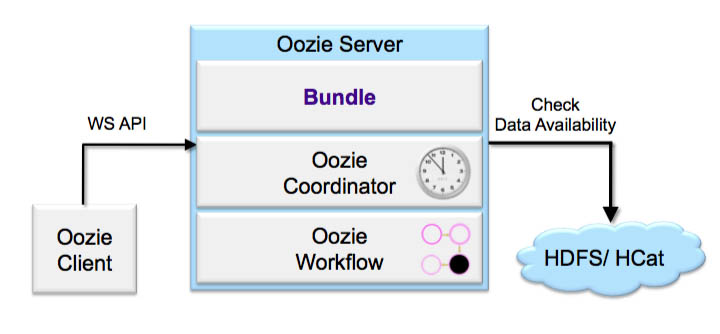 Oozie Server
Bundle
WS API
Check
Data Availability
Oozie
Coordinator
Oozie
Workflow
Oozie
Client
HDFS/ HCat